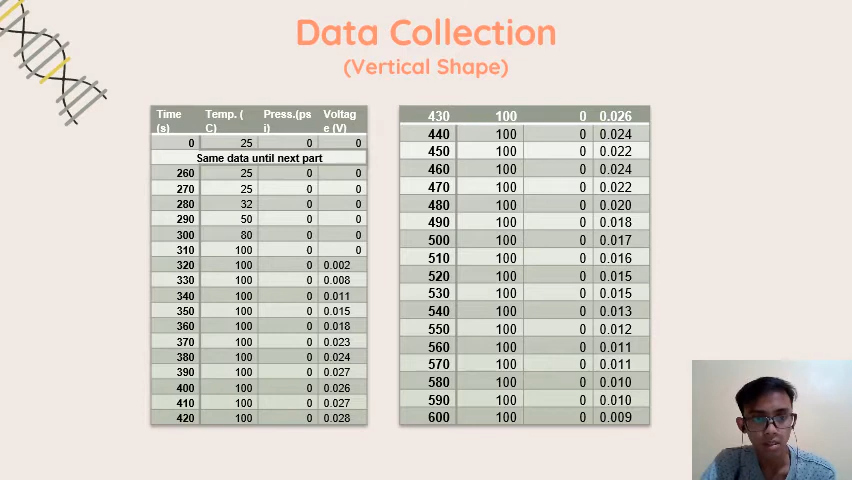 Data Collection
(Vertical Shape)
Time (s) Temp. (C) Press.(psi) Voltage (V)
0 25 0 0
Same data until next part
260 25 0 0
270 25 0 0
280 32 0 0
290 50 0 0
300 80 0 0
310 100 0 0
320 100 0 0.002
330 100 0 0.008
340 100 0 0.011
350 100 0 0.015
360 100 0 0.018
370 100 0 0.023
380 100 0 0.024
390 100 0 0.027
400 100 0 0.026
410 100 0 0.027
420 100 0 0.028
430 100 0 0.026
440 100 0 0.024
450 100 0 0.022
460 100 0 0.024
470 100 0 0.022
480 100 0 0.020
490 100 0 0.018
500 100 0 0.017
510 100 0 0.016
520 100 0 0.015
530 100 0 0.015
540 100 0 0.013
550 100 0 0.012
560 100 0 0.011
570 100 0 0.011
580 100 0 0.010
590 100 0 0.010
600 100 0 0.009